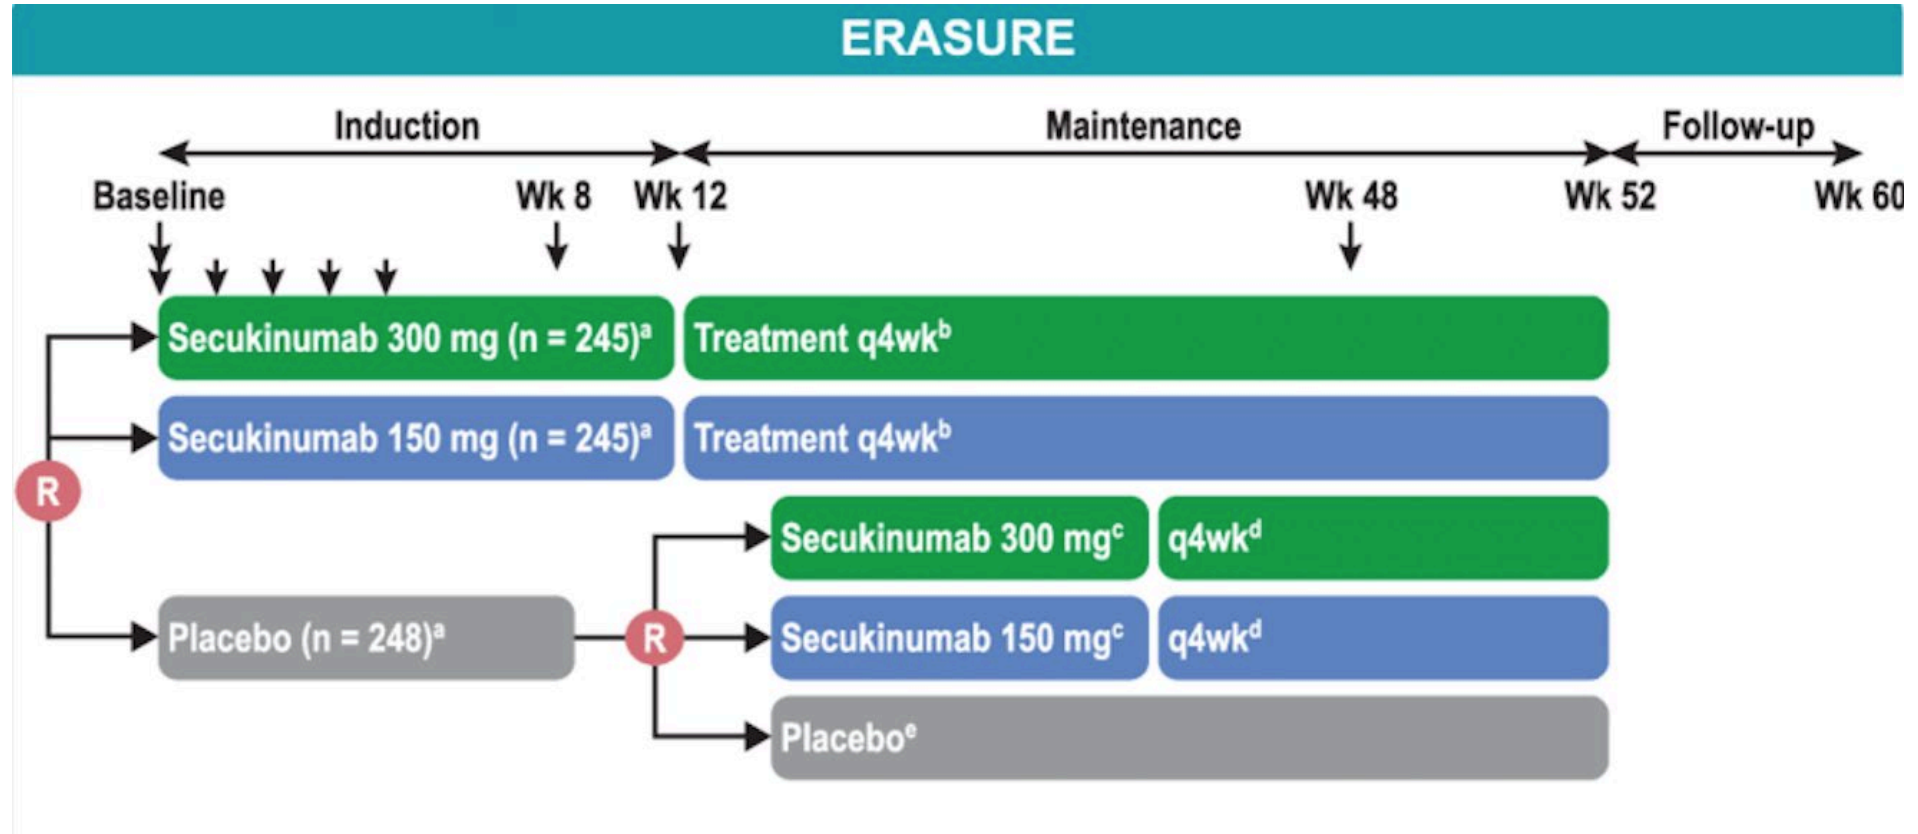 ERASURE
Induction Maintenance Follow-up
Baseline Wk 8 Wk 12 Wk 48 Wk 52 Wk 60
Secukinumab 300 mg (n = 245)ᵃ Treatment q4wkᵇ
Secukinumab 150 mg (n = 245)ᵃ Treatment q4wkᵇ
R
Secukinumab 300 mgᶜ q4wkᵈ
Placebo (n = 248)ᵃ R Secukinumab 150 mgᶜ q4wkᵈ
Placeboᵉ